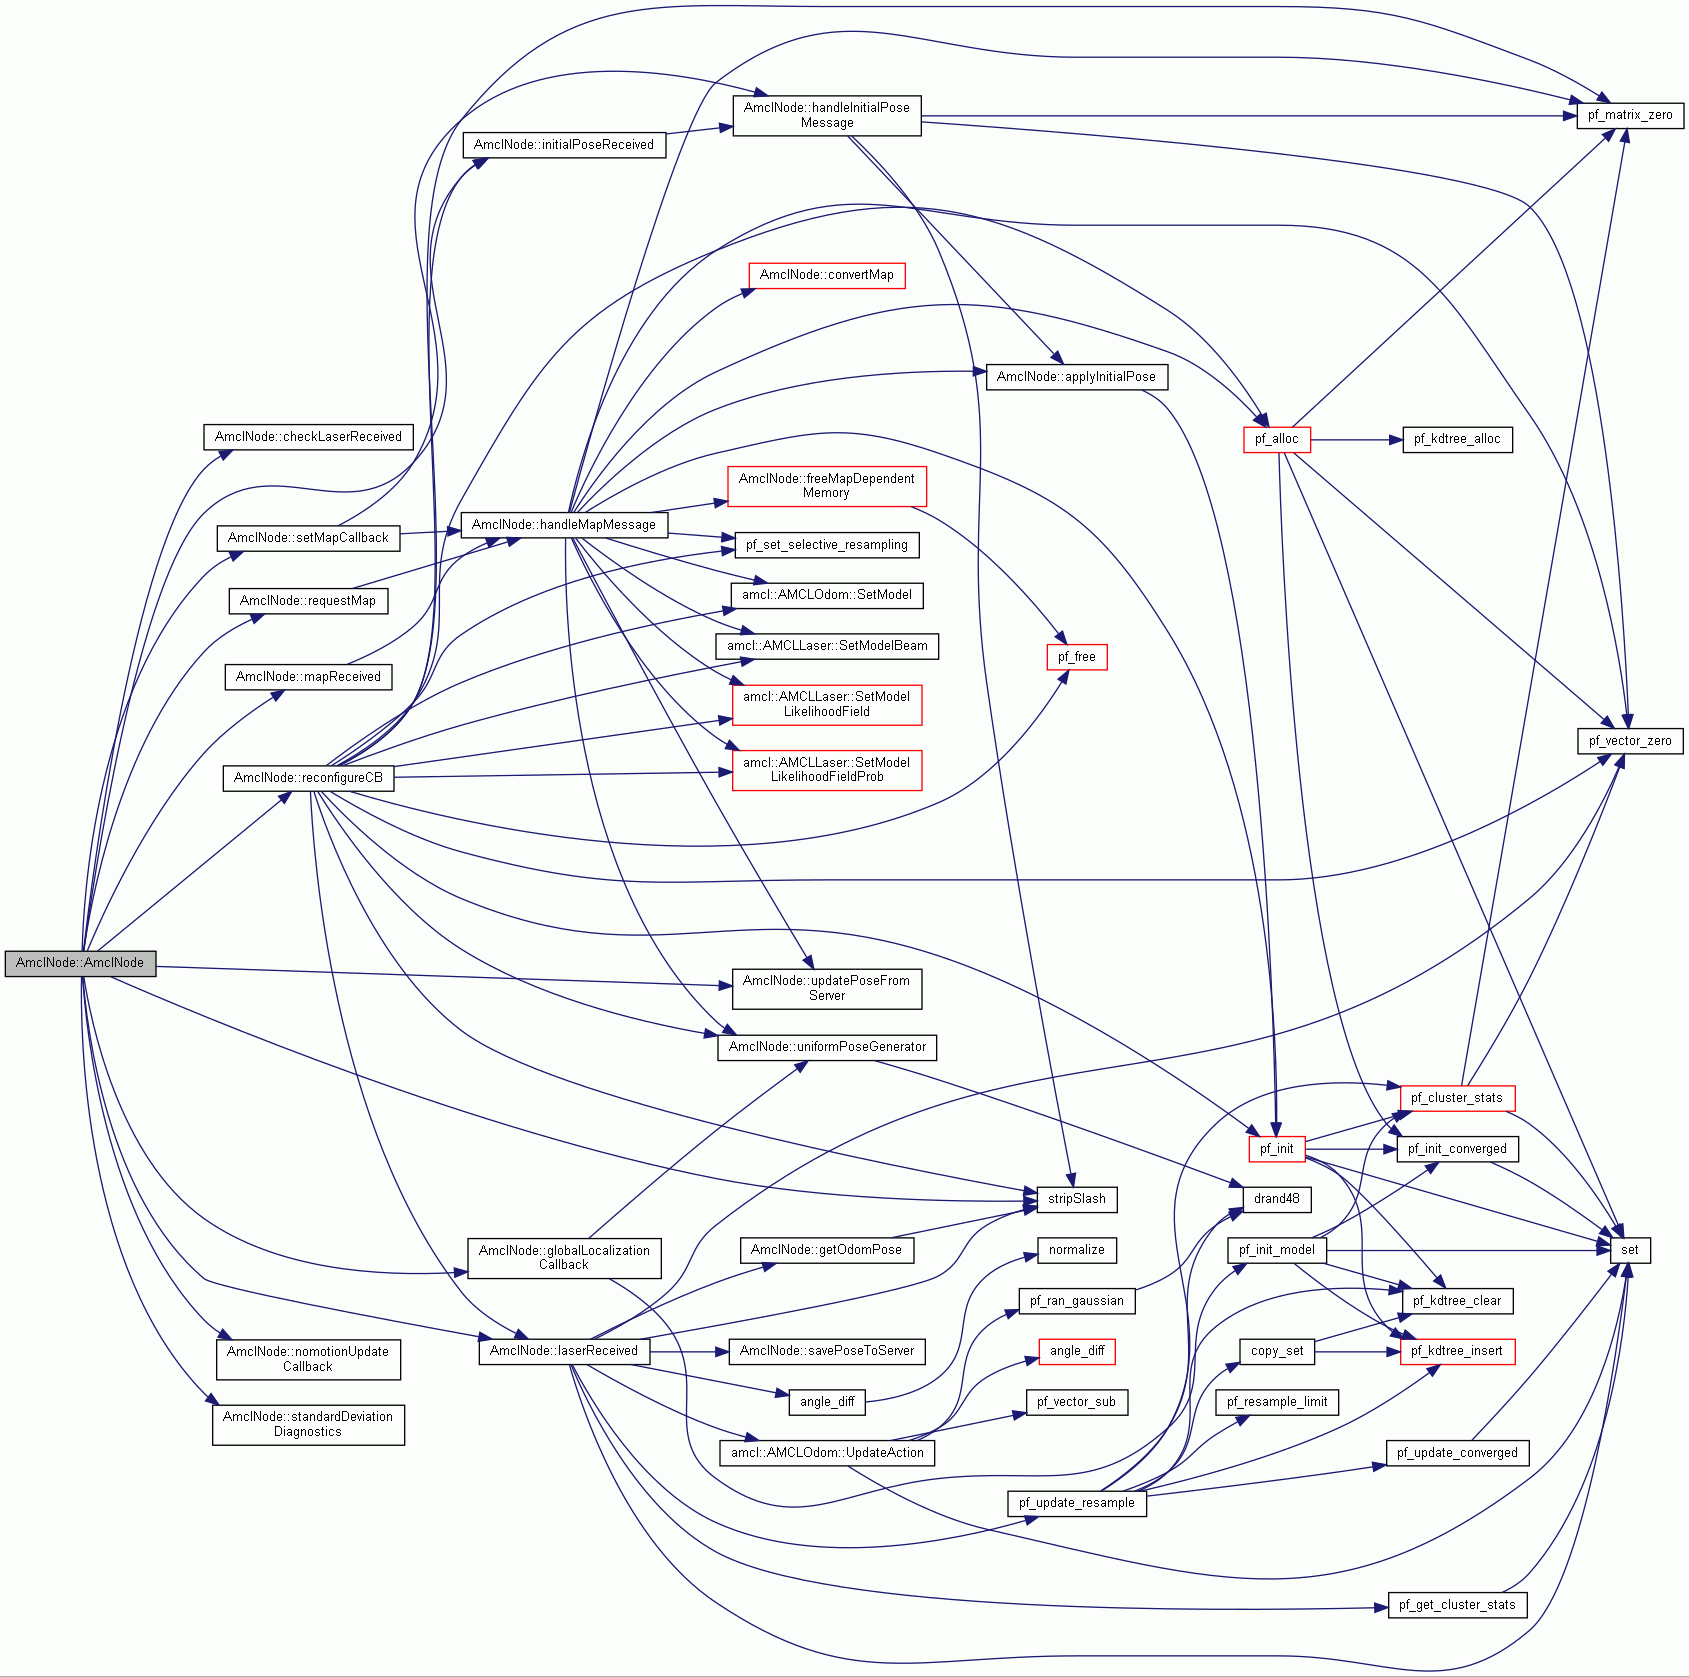 AmclNode::handleInitialPose
Message
pf_matrix_zero
AmclNode::initialPoseReceived
AmclNode::convertMap
AmclNode::applyInitialPose
AmclNode::checkLaserReceived
pf_alloc
pf_kdtree_alloc
AmclNode::freeMapDependent
Memory
AmclNode::handleMapMessage
AmclNode::setMapCallback
pf_set_selective_resampling
AmclNode::requestMap
amcl::AMCLOdom::SetModel
amcl::AMCLLaser::SetModelBeam
pf_free
AmclNode::mapReceived
amcl::AMCLLaser::SetModel
LikelihoodField
pf_vector_zero
AmclNode::reconfigureCB
amcl::AMCLLaser::SetModel
LikelihoodFieldProb
AmclNode::AmclNode
AmclNode::updatePoseFrom
Server
AmclNode::uniformPoseGenerator
pf_cluster_stats
pf_init
pf_init_converged
stripSlash
drand48
AmclNode::globalLocalization
Callback
AmclNode::getOdomPose
normalize
pf_init_model
set
pf_ran_gaussian
pf_kdtree_clear
AmclNode::nomotionUpdate
Callback
AmclNode::laserReceived
AmclNode::savePoseToServer
angle_diff
copy_set
pf_kdtree_insert
angle_diff
pf_vector_sub
pf_resample_limit
AmclNode::standardDeviation
Diagnostics
amcl::AMCLOdom::UpdateAction
pf_update_converged
pf_update_resample
pf_get_cluster_stats